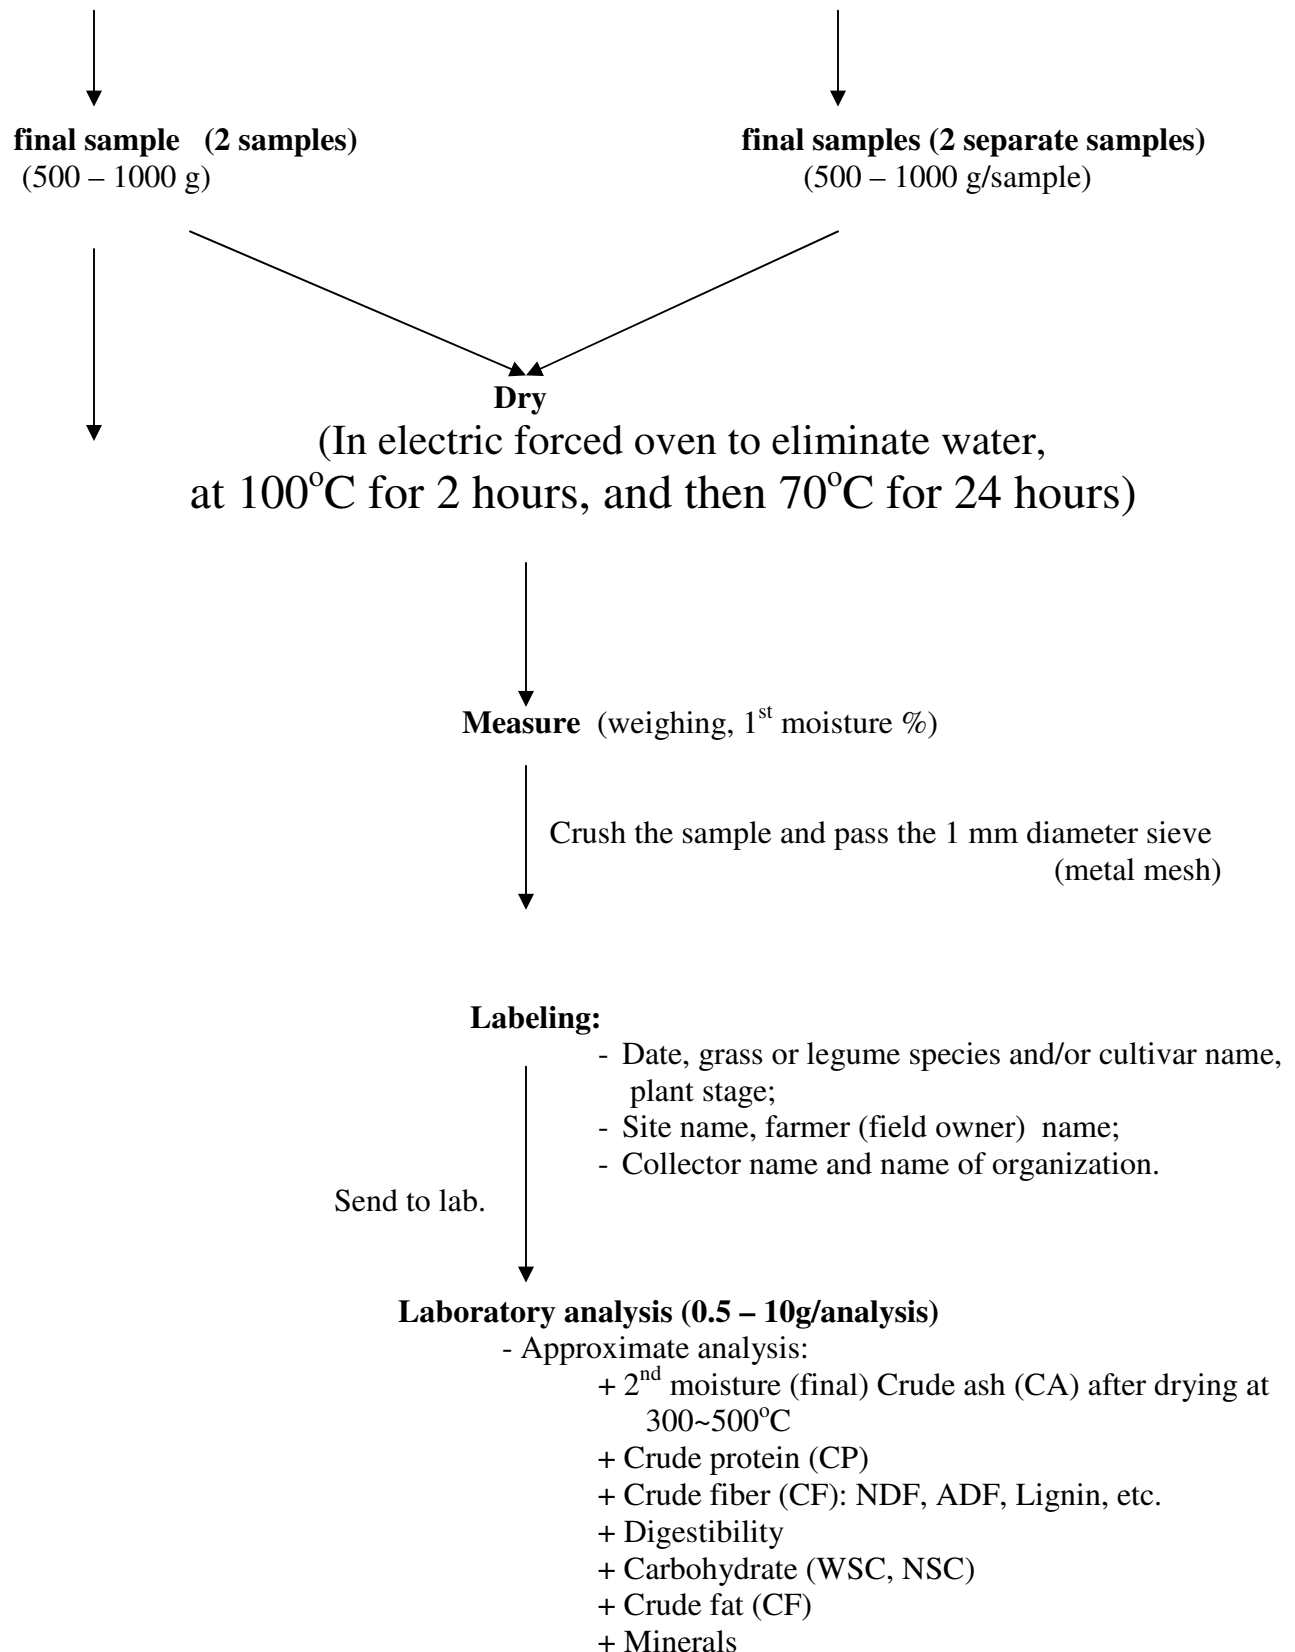 final sample (2 samples)
(500 – 1000 g)
final samples (2 separate samples)
(500 – 1000 g/sample)
Dry
(In electric forced oven to eliminate water,
at 100°C for 2 hours, and then 70°C for 24 hours)
Measure (weighing, 1st moisture %)
Crush the sample and pass the 1 mm diameter sieve
(metal mesh)
Labeling:
- Date, grass or legume species and/or cultivar name,
plant stage;
- Site name, farmer (field owner) name;
- Collector name and name of organization.
Send to lab.
Laboratory analysis (0.5 – 10g/analysis)
- Approximate analysis:
+ 2nd moisture (final) Crude ash (CA) after drying at
300~500°C
+ Crude protein (CP)
+ Crude fiber (CF): NDF, ADF, Lignin, etc.
+ Digestibility
+ Carbohydrate (WSC, NSC)
+ Crude fat (CF)
+ Minerals